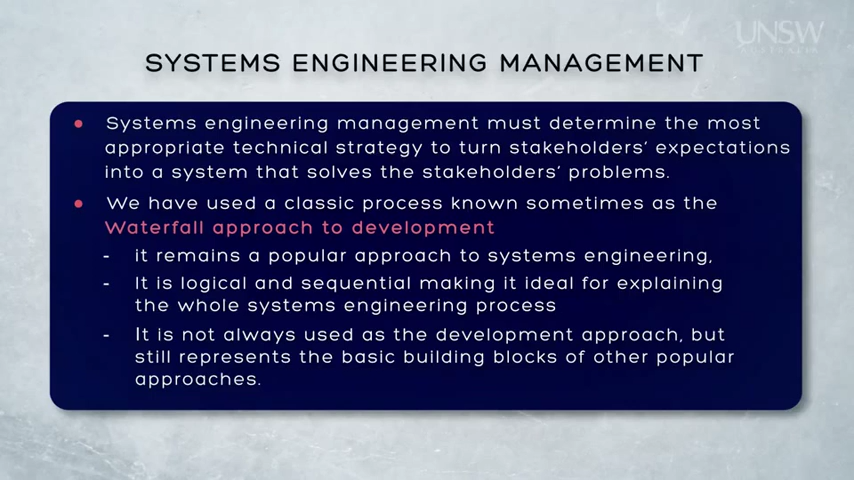 UNSW
AUSTRALIA
SYSTEMS ENGINEERING MANAGEMENT
• Systems engineering management must determine the most
appropriate technical strategy to turn stakeholders' expectations
into a system that solves the stakeholders' problems.
• We have used a classic process known sometimes as the
Waterfall approach to development
- it remains a popular approach to systems engineering,
- It is logical and sequential making it ideal for explaining
the whole systems engineering process
- It is not always used as the development approach, but
still represents the basic building blocks of other popular
approaches.